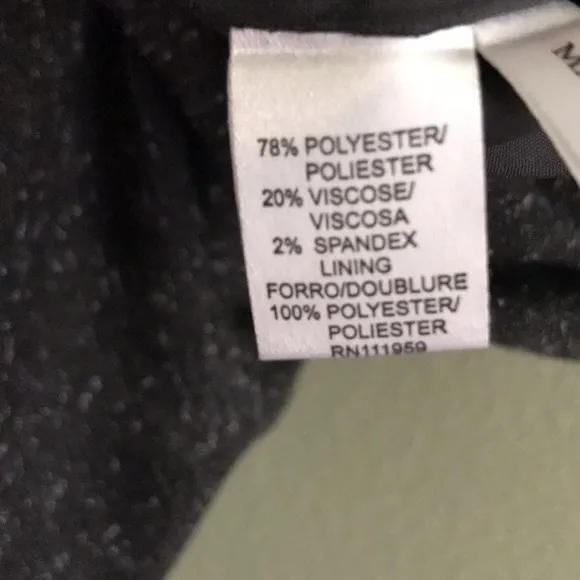 78% POLYESTER/
POLIESTER
20% VISCOSE/
VISCOSA
2% SPANDEX
LINING
FORRO/DOUBLURE
100% POLYESTER/
POLIESTER
RN111959